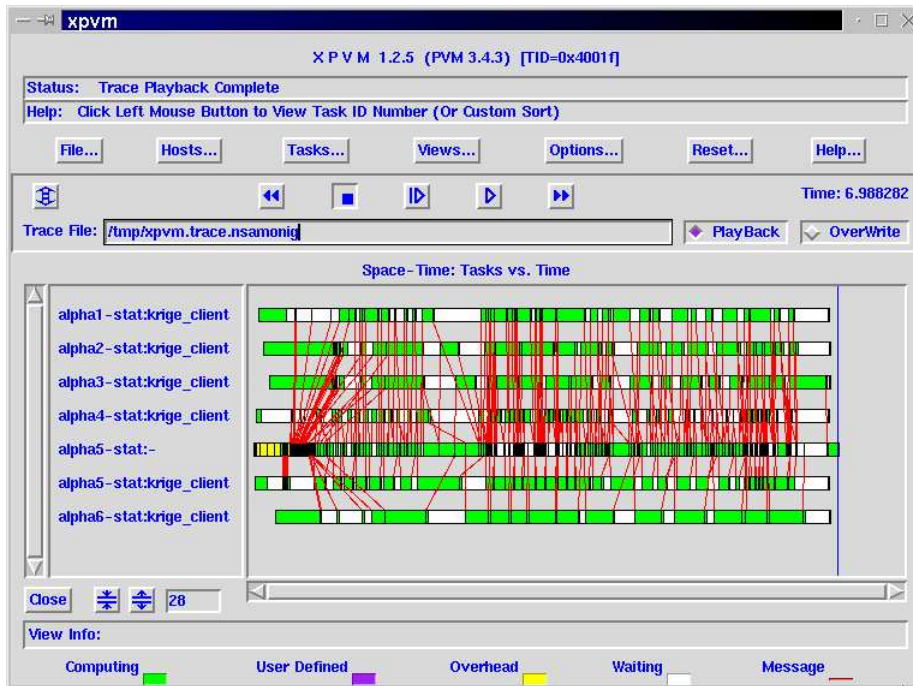 xpvm
X P V M 1.2.5 (PVM 3.4.3) [TID=0x4001f]
Status: Trace Playback Complete
Help: Click Left Mouse Button to View Task ID Number (Or Custom Sort)
File... Hosts... Tasks... Views... Options... Reset... Help...
Time: 6.988282
Trace File: /tmp/xpvm.trace.nsamonig PlayBack OverWrite
Space-Time: Tasks vs. Time
alpha1-stat:krige_client
alpha2-stat:krige_client
alpha3-stat:krige_client
alpha4-stat:krige_client
alpha5-stat:-
alpha5-stat:krige_client
alpha6-stat:krige_client
Close 28
View Info:
Computing User Defined Overhead Waiting Message